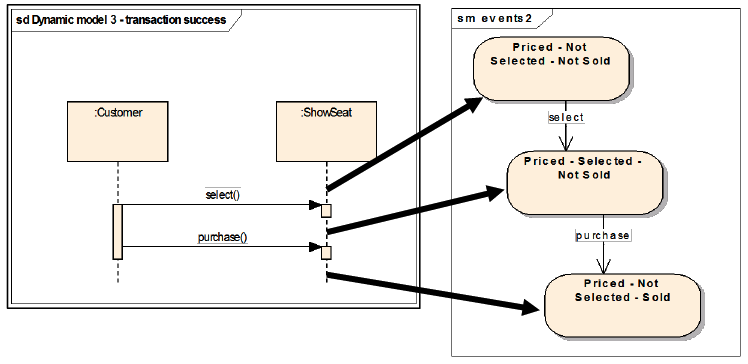 sd Dynamic model 3 - transaction success
:Customer
:ShowSeat
select()
purchase()
sm events2
Priced - Not
Selected - Not Sold
select
Priced - Selected -
Not Sold
purchase
Priced - Not
Selected - Sold